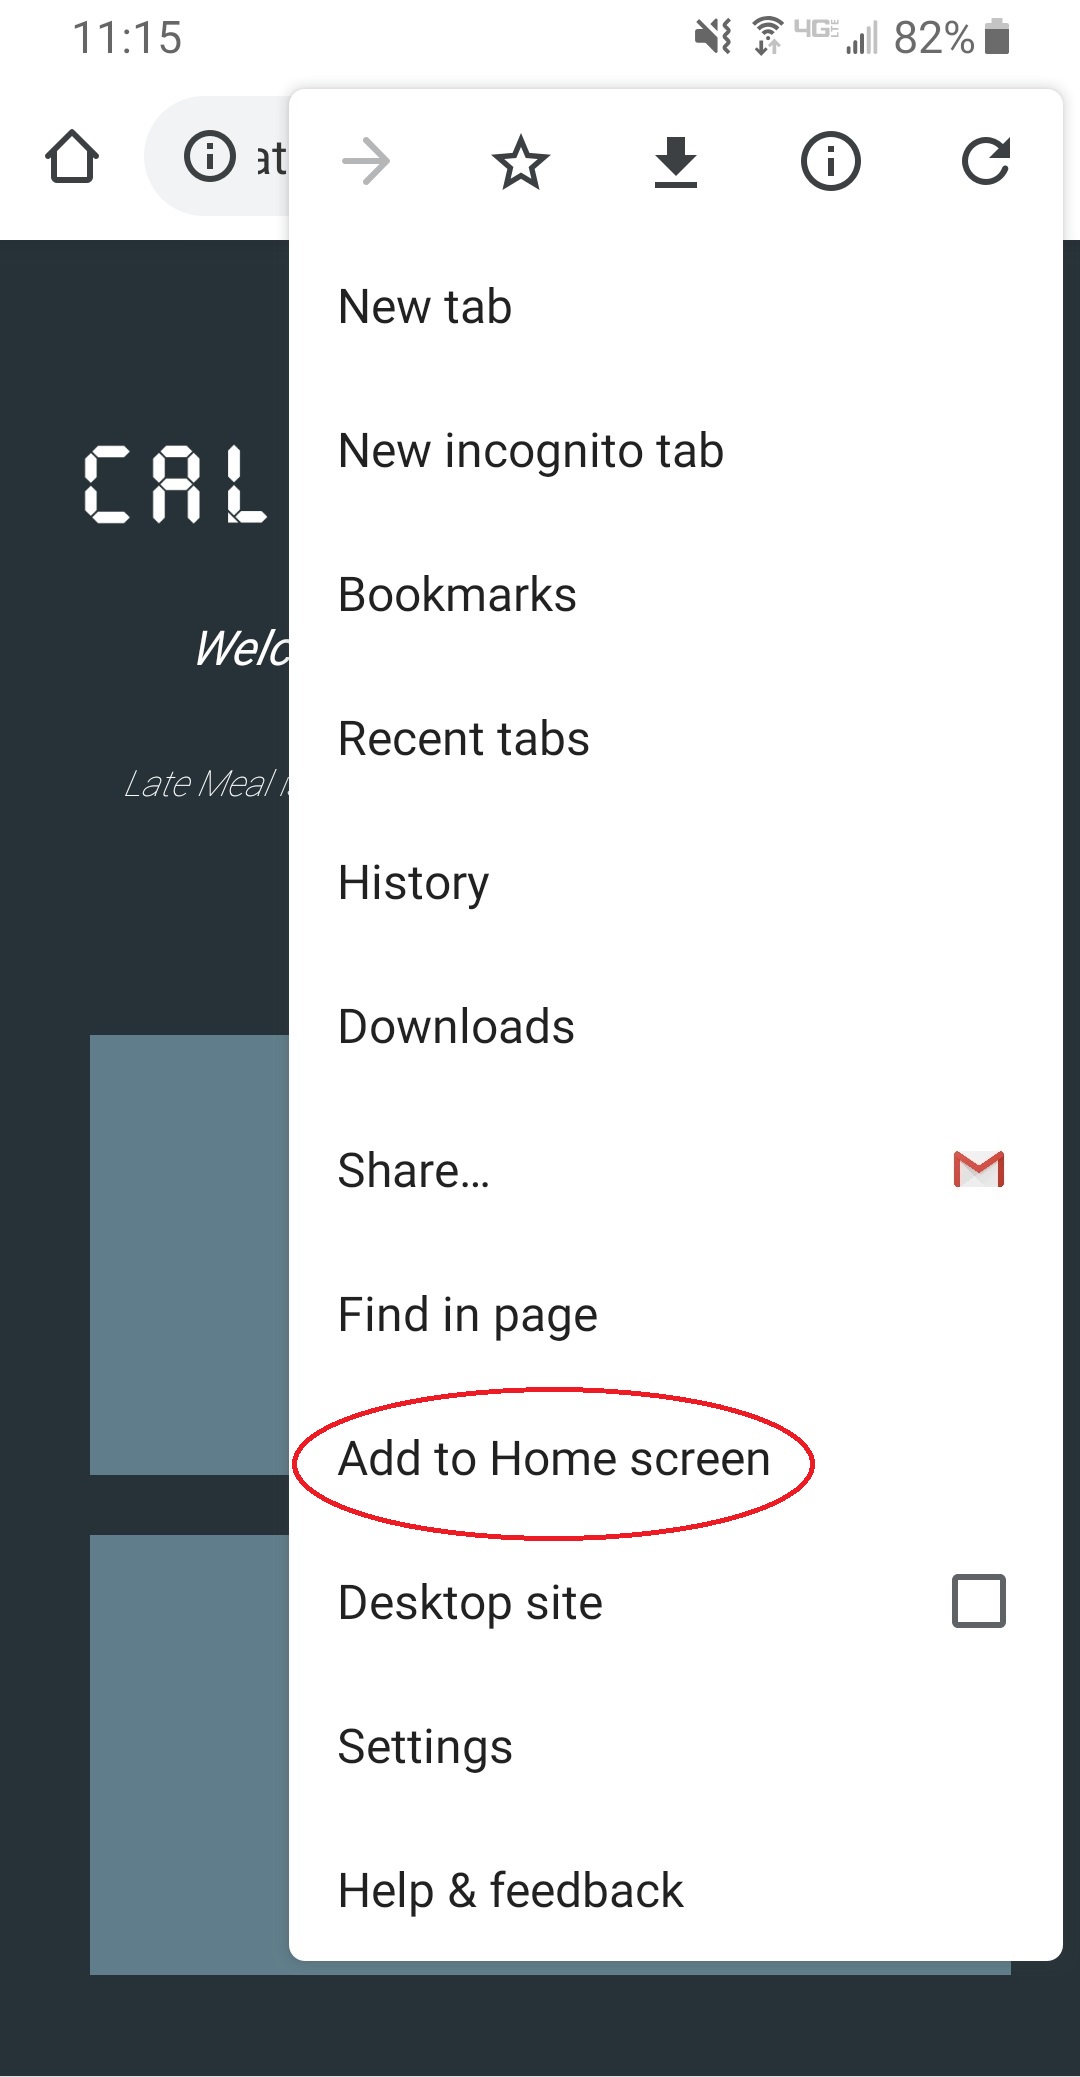 11:15 4G LTE 82%
at
New tab
New incognito tab
CAL
Bookmarks
Welc
Recent tabs
Late Meal
History
Downloads
Share...
Find in page
Add to Home screen
Desktop site
Settings
Help & feedback